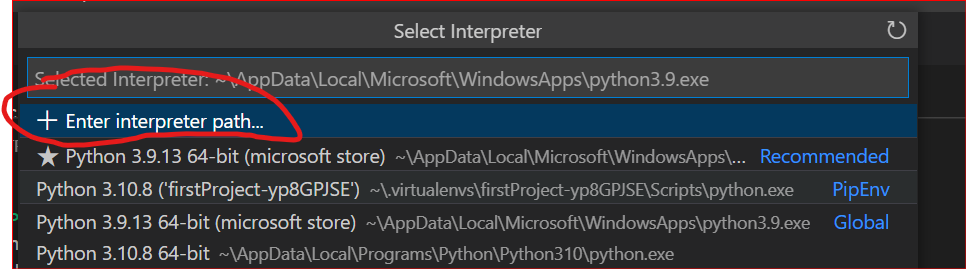 Select Interpreter
Selected Interpreter: ~\AppData\Local\Microsoft\WindowsApps\python3.9.exe
+ Enter interpreter path...
★ Python 3.9.13 64-bit (microsoft store) ~\AppData\Local\Microsoft\WindowsApps\... Recommended
Python 3.10.8 ('firstProject-yp8GPJSE') ~\.virtualenvs\firstProject-yp8GPJSE\Scripts\python.exe PipEnv
Python 3.9.13 64-bit (microsoft store) ~\AppData\Local\Microsoft\WindowsApps\python3.9.exe Global
Python 3.10.8 64-bit ~\AppData\Local\Programs\Python\Python310\python.exe